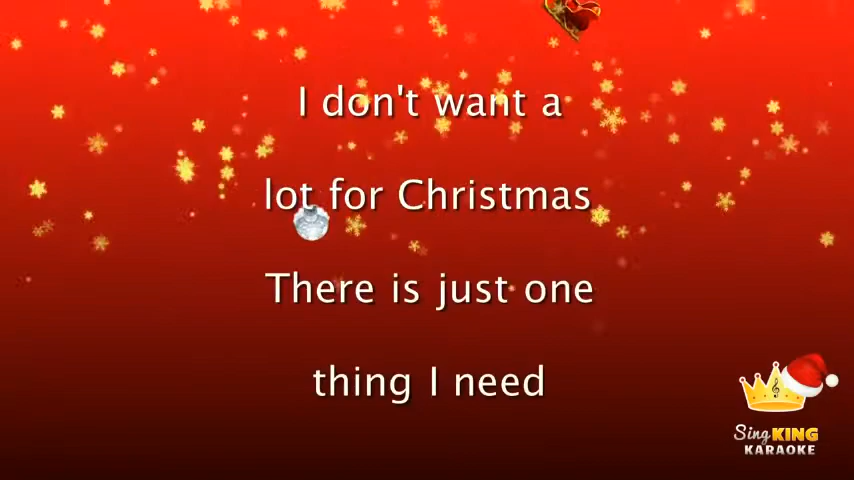 I don't want a
lot for Christmas
There is just one
thing I need
Sing KING
KARAOKE